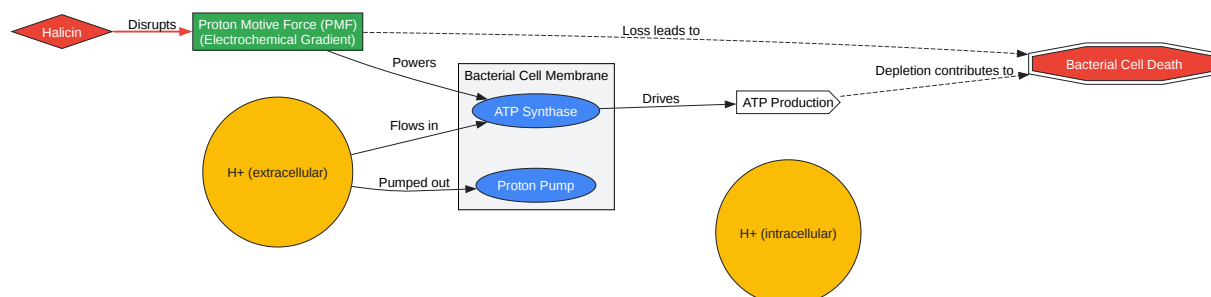 Halicin
Disrupts
Proton Motive Force (PMF)
(Electrochemical Gradient)
Loss leads to
Bacterial Cell Death
Powers
Bacterial Cell Membrane
Depletion contributes to
ATP Synthase
Drives
ATP Production
Flows in
H+ (extracellular)
Pumped out
Proton Pump
H+ (intracellular)